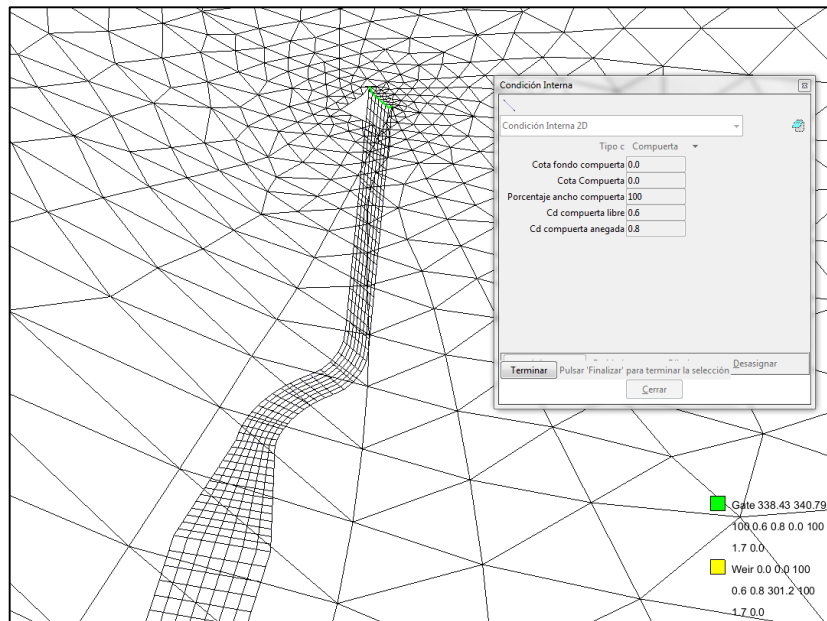 Condición Interna
Condición Interna 2D
Tipo c Compuerta
Cota fondo compuerta 0.0
Cota Compuerta 0.0
Porcentaje ancho compuerta 100
Cd compuerta libre 0.6
Cd compuerta anegada 0.8
Desasignar
Terminar Pulsar 'Finalizar' para terminar la selección
Cerrar
Gate 338.43 340.79
100 0.6 0.8 0.0 100
1.7 0.0
Weir 0.0 0.0 100
0.6 0.8 301.2 100
1.7 0.0